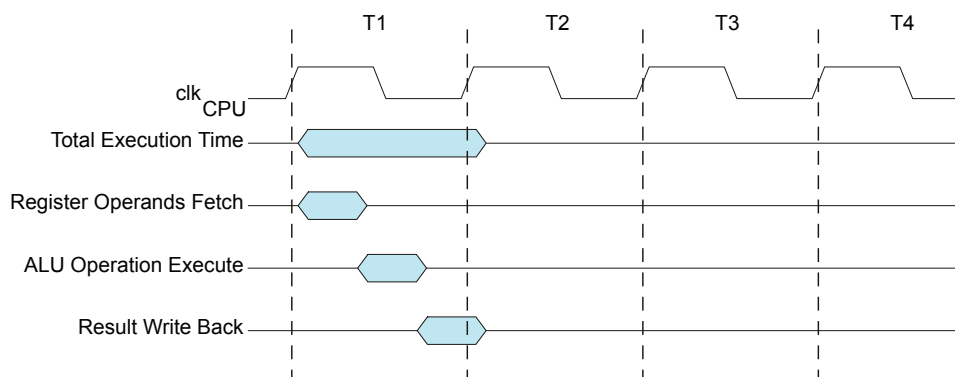 T1 T2 T3 T4
clk CPU
Total Execution Time
Register Operands Fetch
ALU Operation Execute
Result Write Back